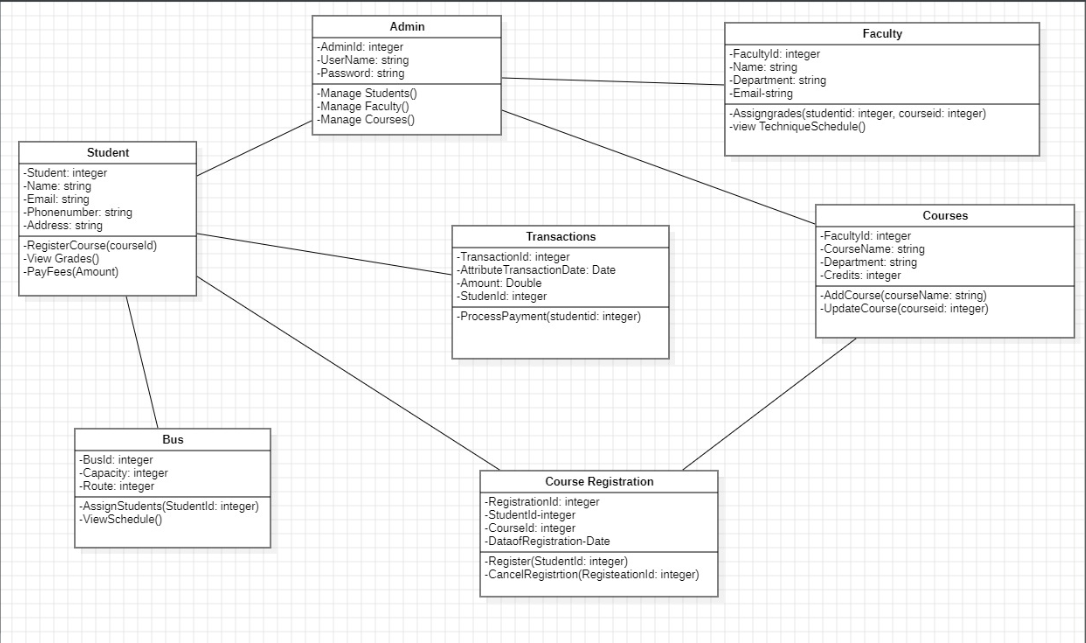 Admin
-AdminId: integer
-UserName: string
-Password: string
-Manage Students()
-Manage Faculty()
-Manage Courses()
Faculty
-FacultyId: integer
-Name: string
-Department: string
-Email-string
-Assigngrades(studentid: integer, courseid: integer)
-view TechniqueSchedule()
Student
-Student: integer
-Name: string
-Email: string
-Phonenumber: string
-Address: string
-RegisterCourse(courseId)
-View Grades()
-PayFees(Amount)
Transactions
-TransactionId: integer
-AttributeTransactionDate: Date
-Amount: Double
-StudenId: integer
-ProcessPayment(studentid: integer)
Courses
-FacultyId: integer
-CourseName: string
-Department: string
-Credits: integer
-AddCourse(courseName: string)
-UpdateCourse(courseid: integer)
Bus
-BusId: integer
-Capacity: integer
-Route: integer
-AssignStudents(StudentId: integer)
-ViewSchedule()
Course Registration
-RegistrationId: integer
-StudentId-integer
-CourseId: integer
-DataofRegistration-Date
-Register(StudentId: integer)
-CancelRegistrtion(RegisteationId: integer)